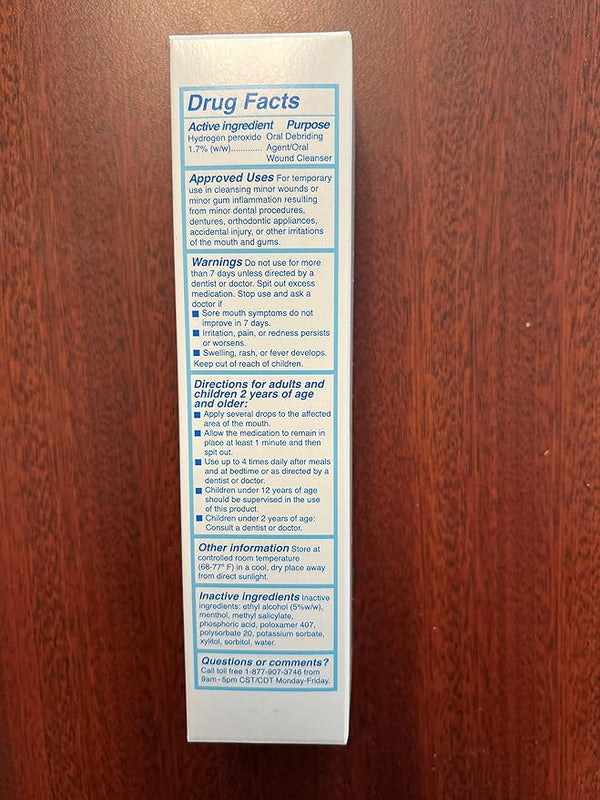 Drug Facts
Active ingredient Purpose
Hydrogen peroxide Oral Debriding
1.7% (w/w)............. Agent/Oral
Wound Cleanser
Approved Uses For temporary
use in cleansing minor wounds or
minor gum inflammation resulting
from minor dental procedures,
dentures, orthodontic appliances,
accidental injury, or other irritations
of the mouth and gums.
Warnings Do not use for more
than 7 days unless directed by a
dentist or doctor. Spit out excess
medication. Stop use and ask a
doctor if
■ Sore mouth symptoms do not
improve in 7 days.
■ Irritation, pain, or redness persists
or worsens.
■ Swelling, rash, or fever develops.
Keep out of reach of children.
Directions for adults and
children 2 years of age
and older:
■ Apply several drops to the affected
area of the mouth.
■ Allow the medication to remain in
place at least 1 minute and then
spit out.
■ Use up to 4 times daily after meals
and at bedtime or as directed by a
dentist or doctor.
■ Children under 12 years of age
should be supervised in the use
of this product.
■ Children under 2 years of age:
Consult a dentist or doctor.
Other information Store at
controlled room temperature
(68-77º F) in a cool, dry place away
from direct sunlight.
Inactive ingredients Inactive
ingredients: ethyl alcohol (5%w/w),
menthol, methyl salicylate,
phosphoric acid, poloxamer 407,
polysorbate 20, potassium sorbate,
xylitol, sorbitol, water.
Questions or comments?
Call toll free 1-877-907-3746 from
9am - 5pm CST/CDT Monday-Friday.